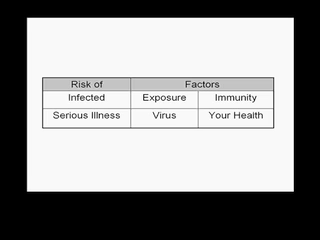 Risk of Factors
Infected Exposure Immunity
Serious Illness Virus Your Health